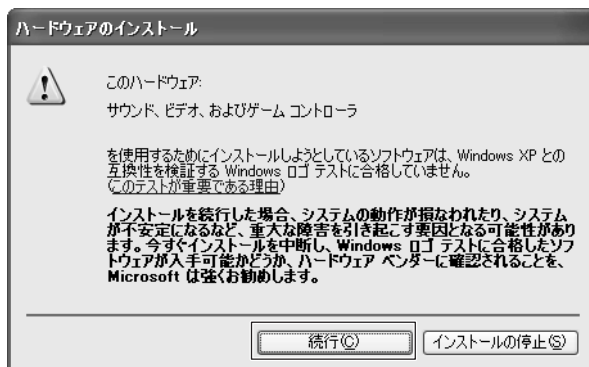 ハードウェアのインストール
このハードウェア:
サウンド、ビデオ、およびゲーム コントローラ
を使用するためにインストールしようとしているソフトウェアは、Windows XP との
互換性を検証する Windows ロゴ テストに合格していません。
(このテストが重要である理由)
インストールを続行した場合、システムの動作が損なわれたり、システム
が不安定になるなど、重大な障害を引き起こす要因となる可能性があり
ます。今すぐインストールを中断し、Windows ロゴ テストに合格したソフ
トウェアが入手可能かどうか、ハードウェア ベンダーに確認されることを、
Microsoft は強くお勧めします。
続行(C) インストールの停止(S)